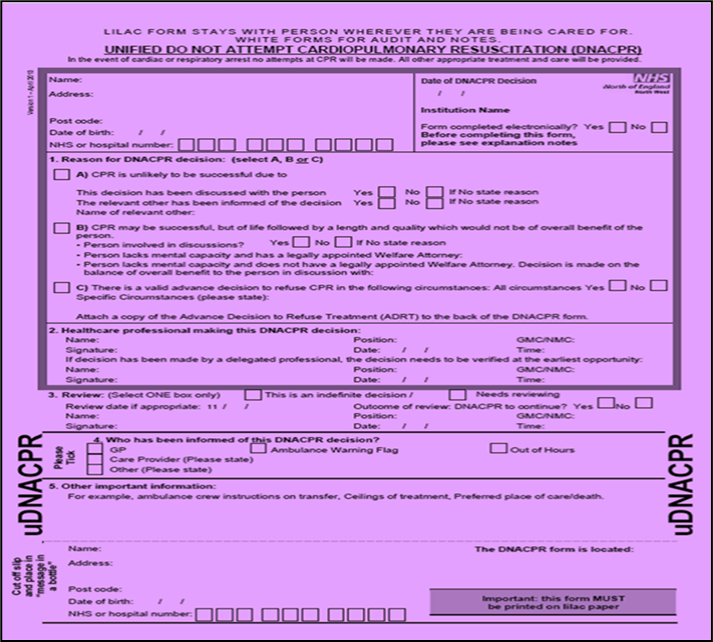 LILAC FORM STAYS WITH PERSON WHEREVER THEY ARE BEING CARED FOR.
WHITE FORMS FOR AUDIT AND NOTES.
UNIFIED DO NOT ATTEMPT CARDIOPULMONARY RESUSCITATION (DNACPR)
In the event of cardiac or respiratory arrest no attempts at CPR will be made. All other appropriate treatment and care will be provided.
Version 1 - April 2013
Name:
Address:
Post code:
Date of birth: / /
NHS or hospital number:
Date of DNACPR Decision
/ /
NHS
North of England
North West
Institution Name
Form completed electronically? Yes No
Before completing this form,
please see explanation notes
1. Reason for DNACPR decision: (select A, B or C)
A) CPR is unlikely to be successful due to
This decision has been discussed with the person Yes No If No state reason
The relevant other has been informed of the decision Yes No If No state reason
Name of relevant other:
B) CPR may be successful, but of life followed by a length and quality which would not be of overall benefit of the
person.
- Person involved in discussions? Yes No If No state reason
- Person lacks mental capacity and has a legally appointed Welfare Attorney:
- Person lacks mental capacity and does not have a legally appointed Welfare Attorney. Decision is made on the
balance of overall benefit to the person in discussion with:
C) There is a valid advance decision to refuse CPR in the following circumstances: All circumstances Yes No
Specific Circumstances (please state):
Attach a copy of the Advance Decision to Refuse Treatment (ADRT) to the back of the DNACPR form.
2. Healthcare professional making this DNACPR decision:
Name: Position: GMC/NMC:
Signature: Date: / / Time:
If decision has been made by a delegated professional, the decision needs to be verified at the earliest opportunity:
Name: Position: GMC/NMC:
Signature: Date: / / Time:
3. Review: (Select ONE box only) This is an indefinite decision / Needs reviewing
Review date if appropriate: 11 / / Outcome of review: DNACPR to continue? Yes No
Name: Position: GMC/NMC:
Signature: Date: / / Time:
uDNACPR
4. Who has been informed of this DNACPR decision?
Please
Tick
GP Ambulance Warning Flag Out of Hours
Care Provider (Please state)
Other (Please state)
uDNACPR
5. Other important information:
For example, ambulance crew instructions on transfer, Ceilings of treatment, Preferred place of care/death.
Cut off slip
and place in
"message in
a bottle"
Name:
Address:
Post code:
Date of birth: / /
NHS or hospital number:
The DNACPR form is located:
Important: this form MUST
be printed on lilac paper